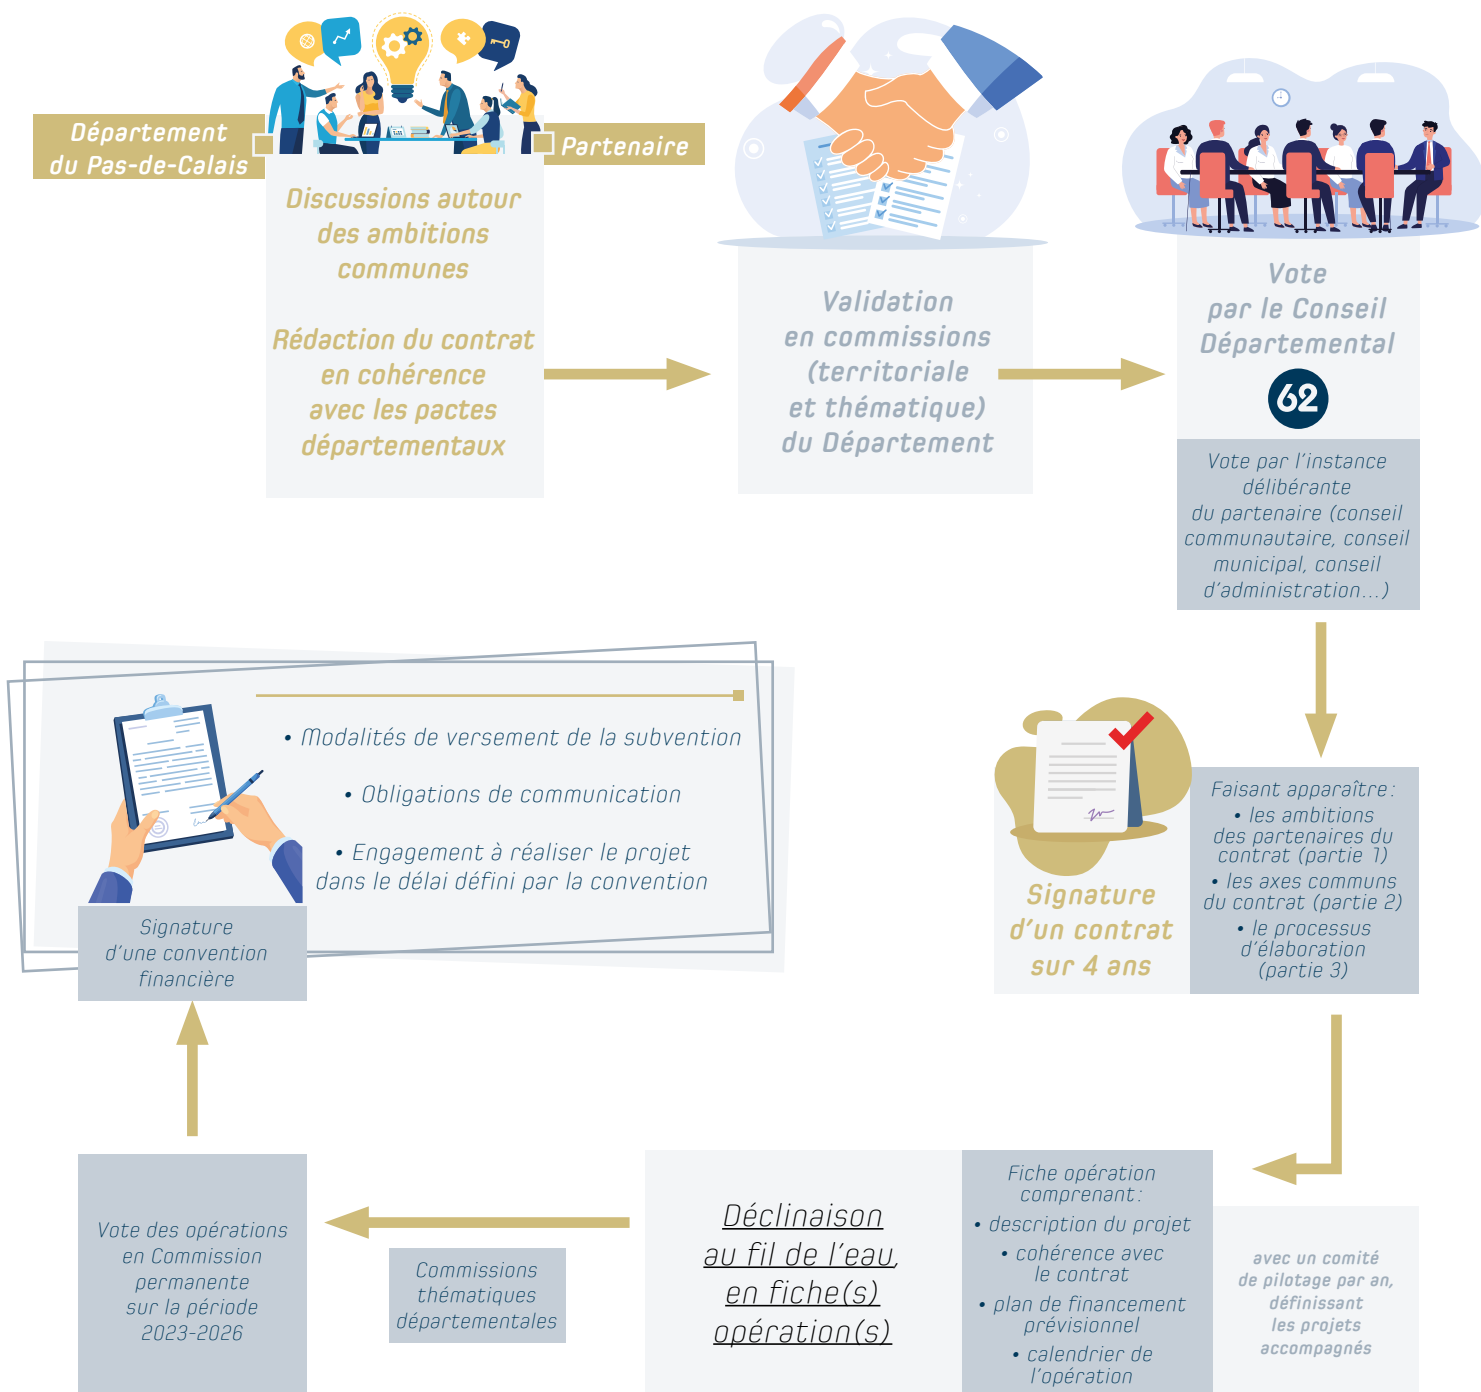 Département
du Pas-de-Calais
Partenaire
Discussions autour
des ambitions
communes
Rédaction du contrat
en cohérence
avec les pactes
départementaux
Validation
en commissions
(territoriale
et thématique)
du Département
Vote
par le Conseil
Départemental
62
Vote par l'instance
délibérante
du partenaire (conseil
communautaire, conseil
municipal, conseil
d'administration...)
Signature
d'un contrat
sur 4 ans
Faisant apparaître :
• les ambitions
des partenaires du
contrat (partie 1)
• les axes communs
du contrat (partie 2)
• le processus
d'élaboration
(partie 3)
avec un comité
de pilotage par an,
définissant
les projets
accompagnés
Fiche opération
comprenant :
• description du projet
• cohérence avec
le contrat
• plan de financement
prévisionnel
• calendrier de
l'opération
Déclinaison
au fil de l'eau,
en fiche(s)
opération(s)
Commissions
thématiques
départementales
Vote des opérations
en Commission
permanente
sur la période
2023-2026
Signature
d'une convention
financière
• Modalités de versement de la subvention
• Obligations de communication
• Engagement à réaliser le projet
dans le délai défini par la convention